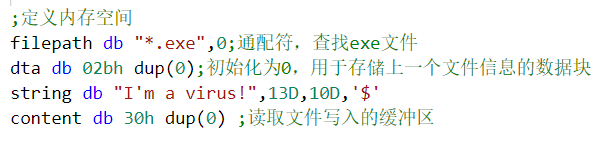 ;定义内存空间
filepath db "*.exe",0;通配符，查找exe文件
dta db 02bh dup(0);初始化为0，用于存储上一个文件信息的数据块
string db "I'm a virus!",13D,10D,'$'
content db 30h dup(0) ;读取文件写入的缓冲区